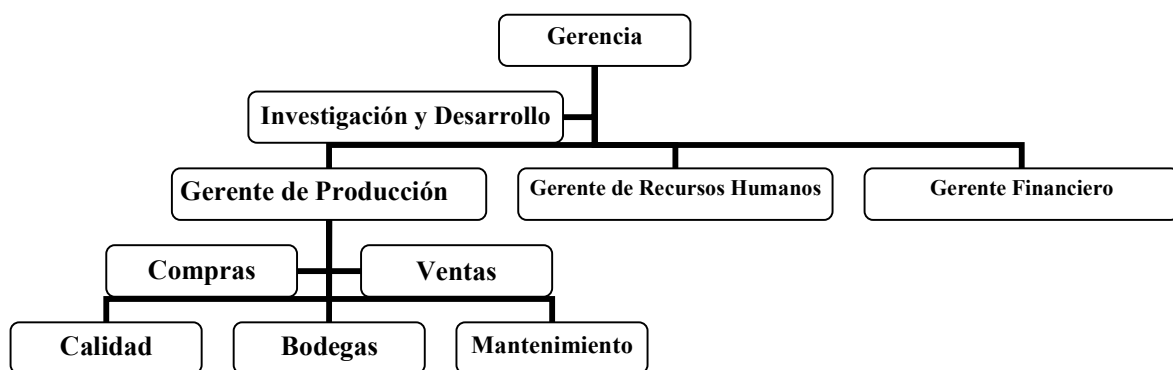 Gerencia
Investigación y Desarrollo
Gerente de Producción
Gerente de Recursos Humanos
Gerente Financiero
Compras
Ventas
Calidad
Bodegas
Mantenimiento